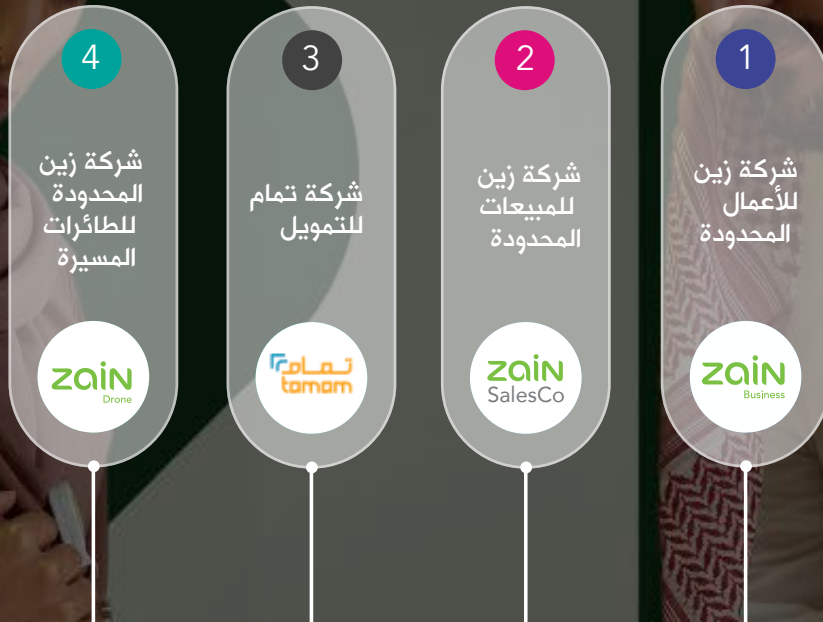 1
شركة زين
للأعمال
المحدودة
zain
Business
2
شركة زين
للمبيعات
المحدودة
zain
SalesCo
3
شركة تمام
للتمويل
تمام
tamam
4
شركة زين
المحدودة
للطائرات
المسيرة
zain
Drone